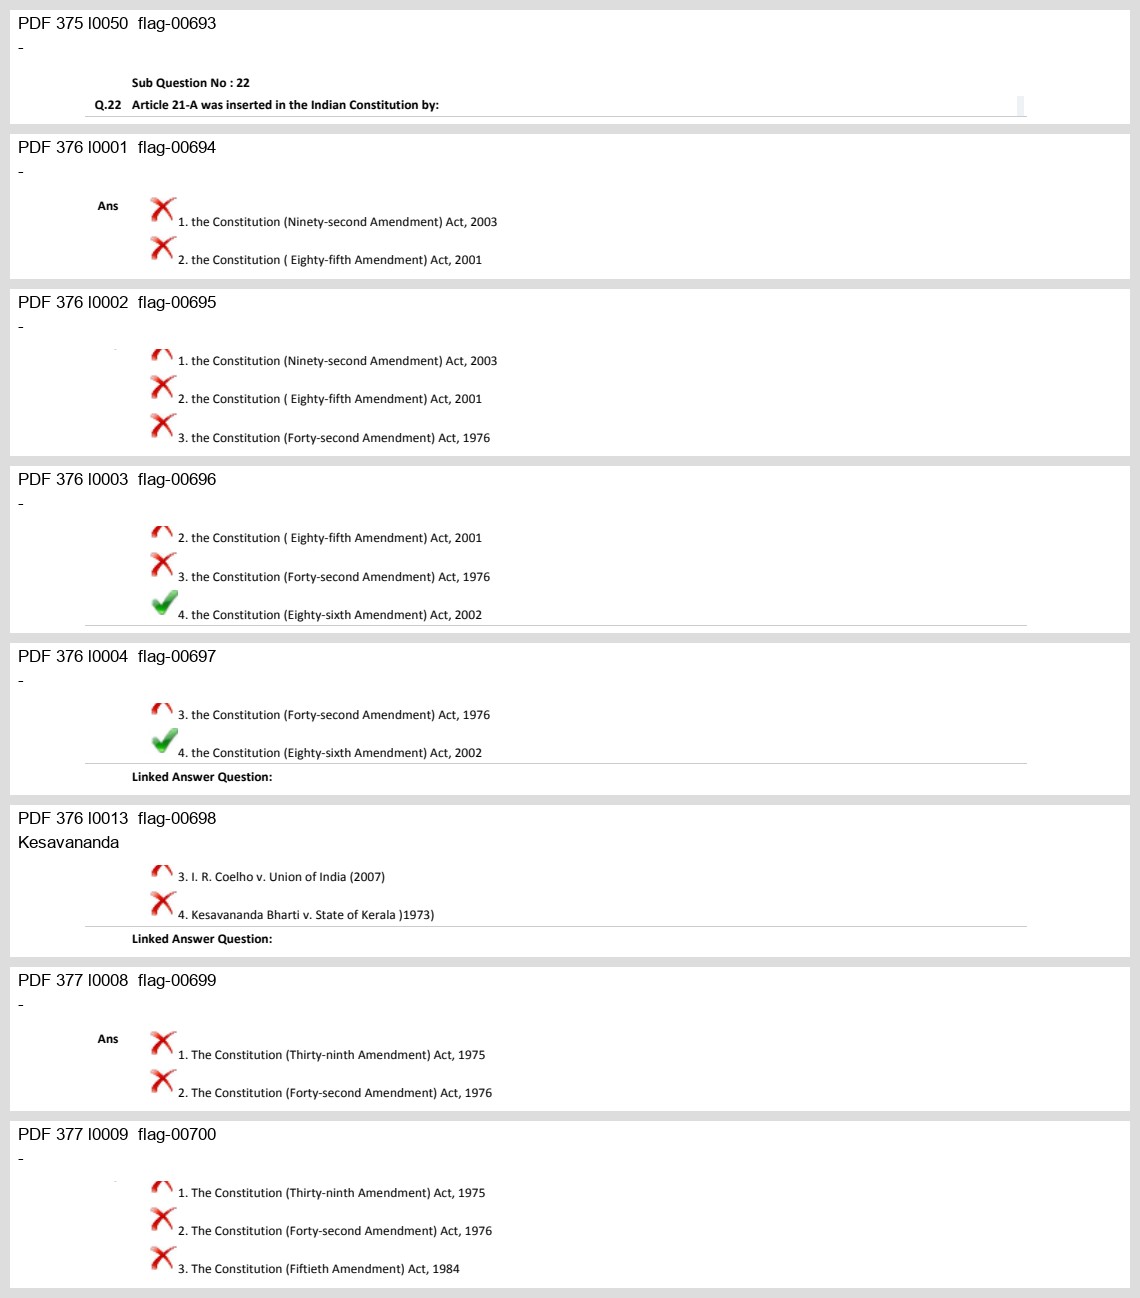 PDF 375 l0050  flag-00693
-
Sub Question No : 22
Q.22 Article 21-A was inserted in the Indian Constitution by:
PDF 376 l0001  flag-00694
-
Ans
1. the Constitution (Ninety-second Amendment) Act, 2003
2. the Constitution ( Eighty-fifth Amendment) Act, 2001
PDF 376 l0002  flag-00695
-
1. the Constitution (Ninety-second Amendment) Act, 2003
2. the Constitution ( Eighty-fifth Amendment) Act, 2001
3. the Constitution (Forty-second Amendment) Act, 1976
PDF 376 l0003  flag-00696
-
2. the Constitution ( Eighty-fifth Amendment) Act, 2001
3. the Constitution (Forty-second Amendment) Act, 1976
4. the Constitution (Eighty-sixth Amendment) Act, 2002
PDF 376 l0004  flag-00697
-
3. the Constitution (Forty-second Amendment) Act, 1976
4. the Constitution (Eighty-sixth Amendment) Act, 2002
Linked Answer Question:
PDF 376 l0013  flag-00698
Kesavananda
3. I. R. Coelho v. Union of India (2007)
4. Kesavananda Bharti v. State of Kerala )1973)
Linked Answer Question:
PDF 377 l0008  flag-00699
-
Ans
1. The Constitution (Thirty-ninth Amendment) Act, 1975
2. The Constitution (Forty-second Amendment) Act, 1976
PDF 377 l0009  flag-00700
-
1. The Constitution (Thirty-ninth Amendment) Act, 1975
2. The Constitution (Forty-second Amendment) Act, 1976
3. The Constitution (Fiftieth Amendment) Act, 1984